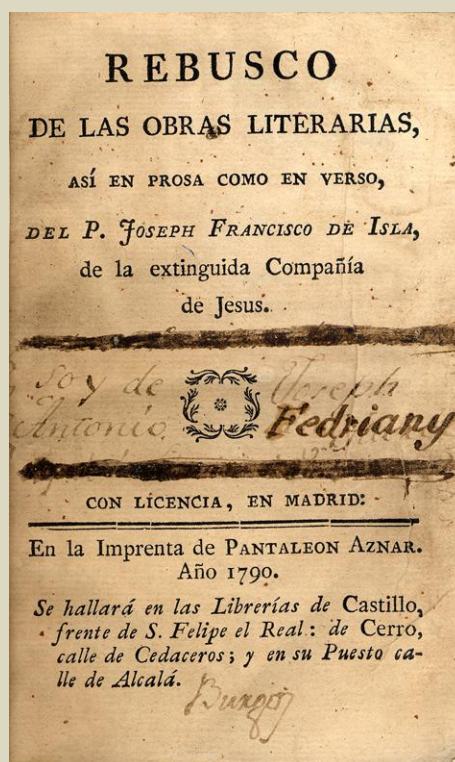 REBUSCO
DE LAS OBRAS LITERARIAS,
ASÍ EN PROSA COMO EN VERSO,
DEL P. JOSEPH FRANCISCO DE ISLA,
de la extinguida Compañía
de Jesus.
Soy de Joseph
Antonio Fedriany
CON LICENCIA, EN MADRID:
En la Imprenta de PANTALEON AZNAR.
Año 1790.
Se hallará en las Librerías de Castillo,
frente de S. Felipe el Real: de Cerro,
calle de Cedaceros; y en su Puesto ca-
lle de Alcalá.
Burgos